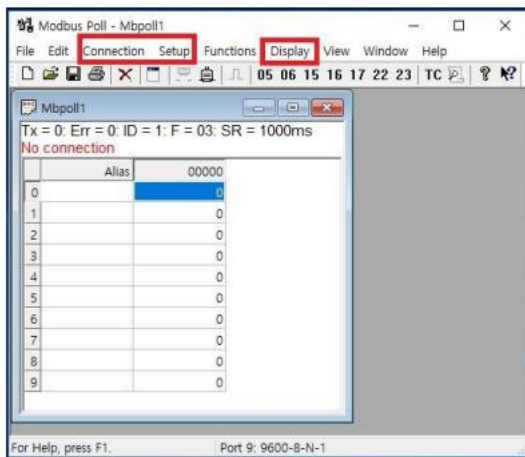 Modbus Poll - Mbpoll1
File Edit Connection Setup Functions Display View Window Help
05 06 15 16 17 22 23 TC
Mbpoll1
Tx = 0: Err = 0: ID = 1: F = 03: SR = 1000ms
No connection
Alias 00000
0 0
1 0
2 0
3 0
4 0
5 0
6 0
7 0
8 0
9 0
For Help, press F1. Port 9: 9600-8-N-1